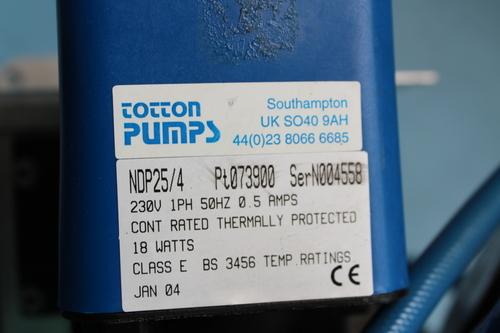 totton
PUMPS
Southampton
UK SO40 9AH
44(0)23 8066 6685
NDP25/4 Pt073900 SerN004558
230V 1PH 50HZ 0.5 AMPS
CONT RATED THERMALLY PROTECTED
18 WATTS
CLASS E BS 3456 TEMP.RATINGS
JAN 04 CE